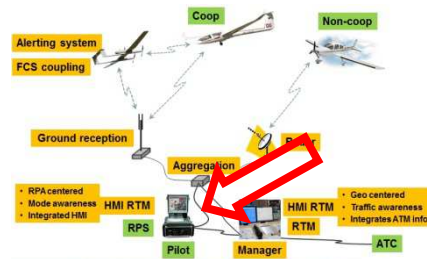 Coop
Non-coop
Alerting system
FCS coupling
Ground reception
Aggregation
• RPA centered
• Mode awareness
• Integrated HMI
HMI RTM
HMI RTM
• Geo centered
• Traffic awareness
• Integrates ATM info
RPS
RTM
Pilot
Manager
ATC